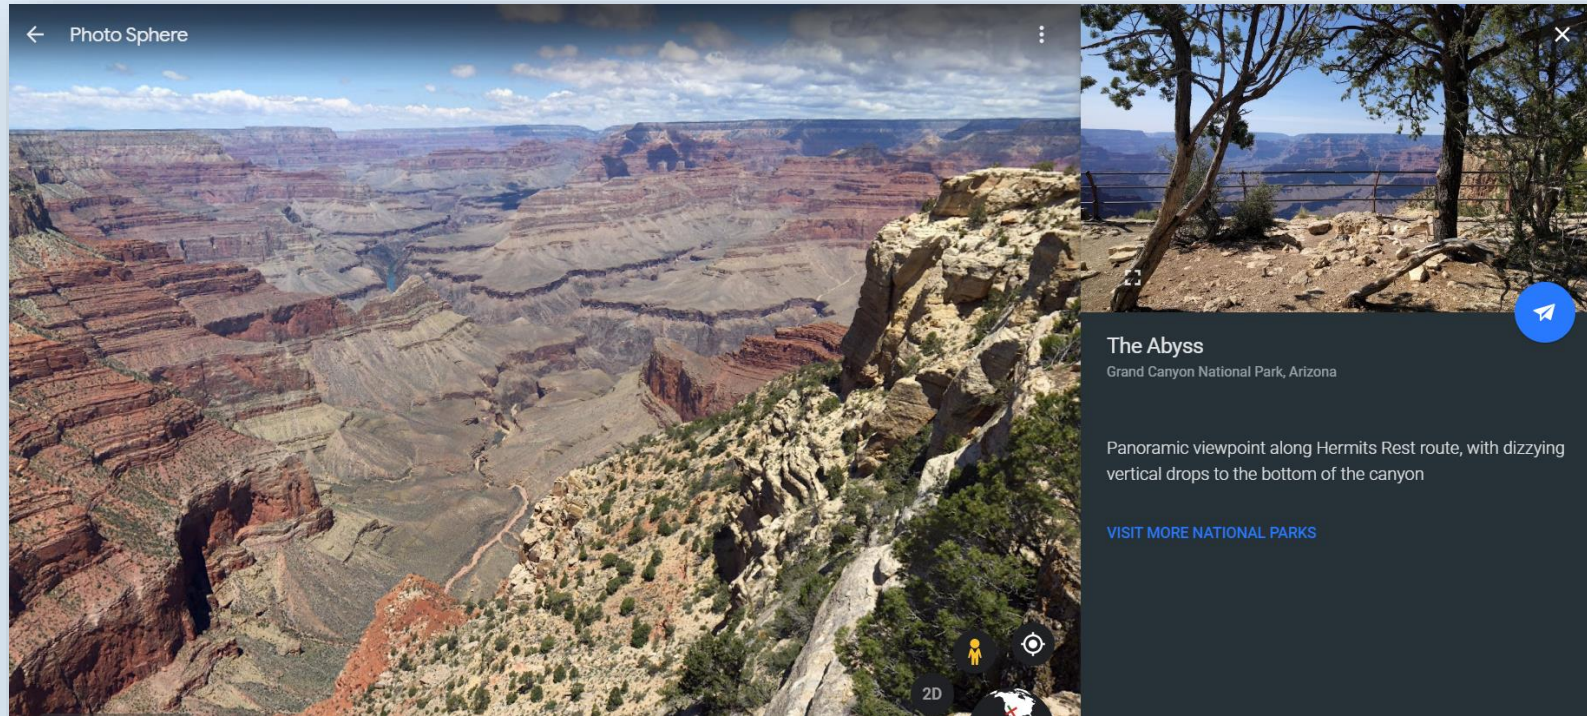 Photo Sphere
The Abyss
Grand Canyon National Park, Arizona
Panoramic viewpoint along Hermits Rest route, with dizzying
vertical drops to the bottom of the canyon
VISIT MORE NATIONAL PARKS
2D